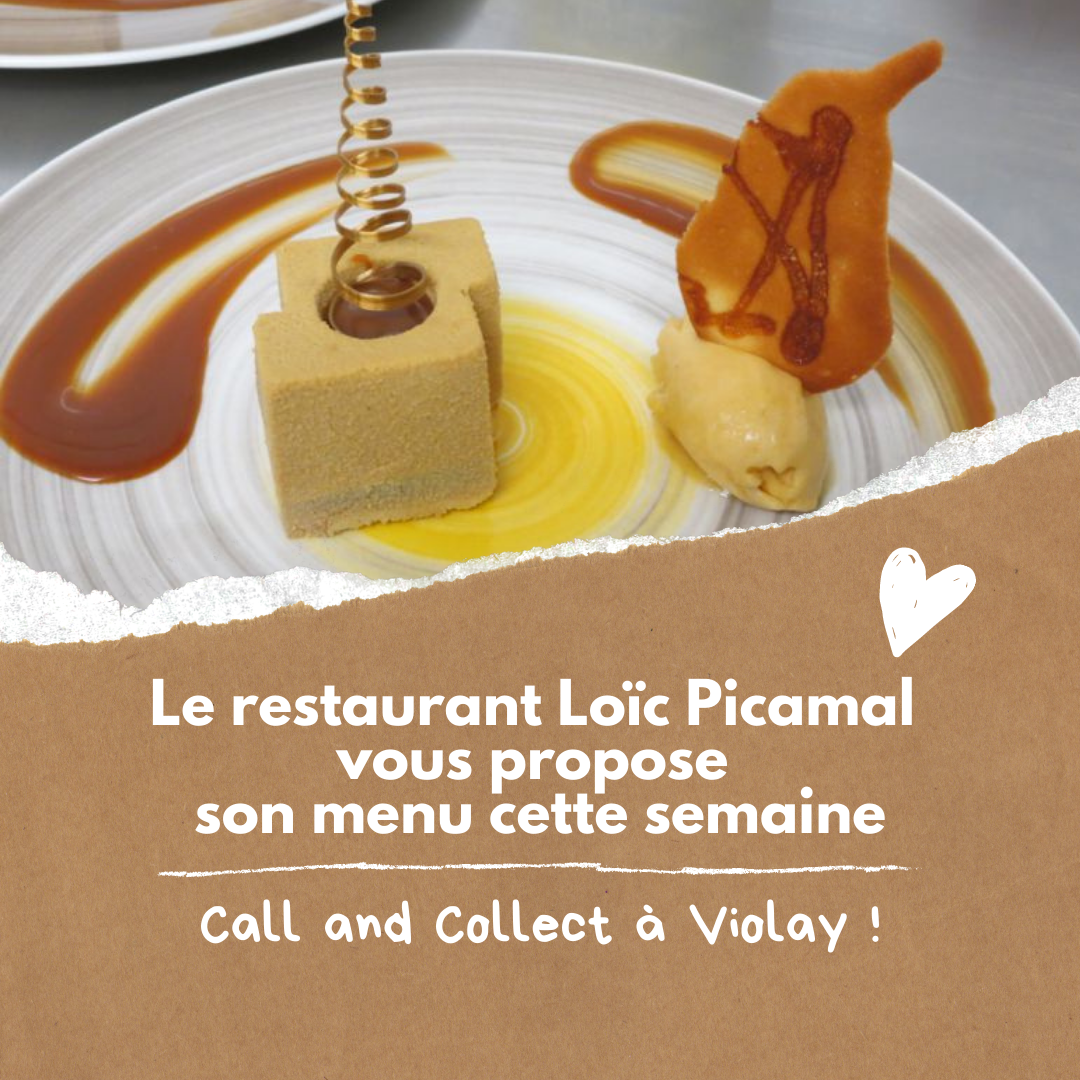 Le restaurant Loïc Picamal
vous propose
son menu cette semaine
Call and Collect à Violay !